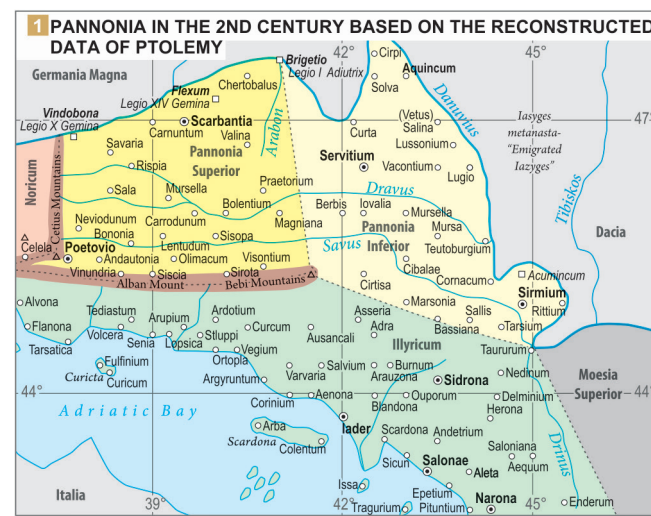 1 PANNONIA IN THE 2ND CENTURY BASED ON THE RECONSTRUCTED
DATA OF PTOLEMY
42°
45°
Cirpi
Brigetio
Legio I Adiutrix
Aquincum
Germania Magna
Chertobalus
Solva
Flexum
Legio XIV Gemina
Danuvius
Vindobona
Legio X Gemina
Scarbantia
Carnuntum
Valina
Arabon
Curta
(Vetus)
Salina
Iasyges
metanasta-
"Emigrated
Iazyges"
47°
Savaria
Pannonia
Superior
Lussonium
Servitium
Vacontium
Lugio
Rispia
Noricum
Cetius Mountains
Sala
Mursella
Praetorium
Dravus
Tibiskos
Bolentium
Berbis
Iovalia
Mursella
Neviodunum
Carrodunum
Magniana
Pannonia
Inferior
Mursa
Dacia
Bononia
Sisopa
Savus
Teutoburgium
Celela
Poetovio
Lentudum
Andautonia
Olimacum
Visontium
Cibalae
Acumincum
Vinundria
Siscia
Sirota
Alban Mount
Bebi Mountains
Cirtisa
Cornacum
Sirmium
Rittium
Alvona
Tediastum
Arupium
Ardotium
Asseria
Marsonia
Sallis
Flanona
Volcera
Senia
Lopsica
Stluppi
Curcum
Ausancali
Adra
Bassiana
Tarsium
Tarsatica
Ortopla
Vegium
Illyricum
Taururum
Fulfinium
Curicta
Curicum
Argyruntum
Varvaria
Salvium
Burnum
Arauzona
Sidrona
Nedinum
Moesia
Superior
44°
44°
Corinium
Aenona
Blandona
Ouporum
Delminium
Herona
Adriatic Bay
Iader
Arba
Scardona
Colentum
Scardona
Andetrium
Drinus
Sicun
Salonae
Saloniana
Aequum
Aleta
Italia
39°
42°
Issa
Tragurium
Epetium
Pituntium
Narona
45°
Enderum